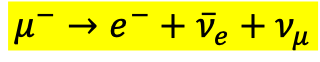 μ⁻ → e⁻ + ν̄ₑ + ν_μ